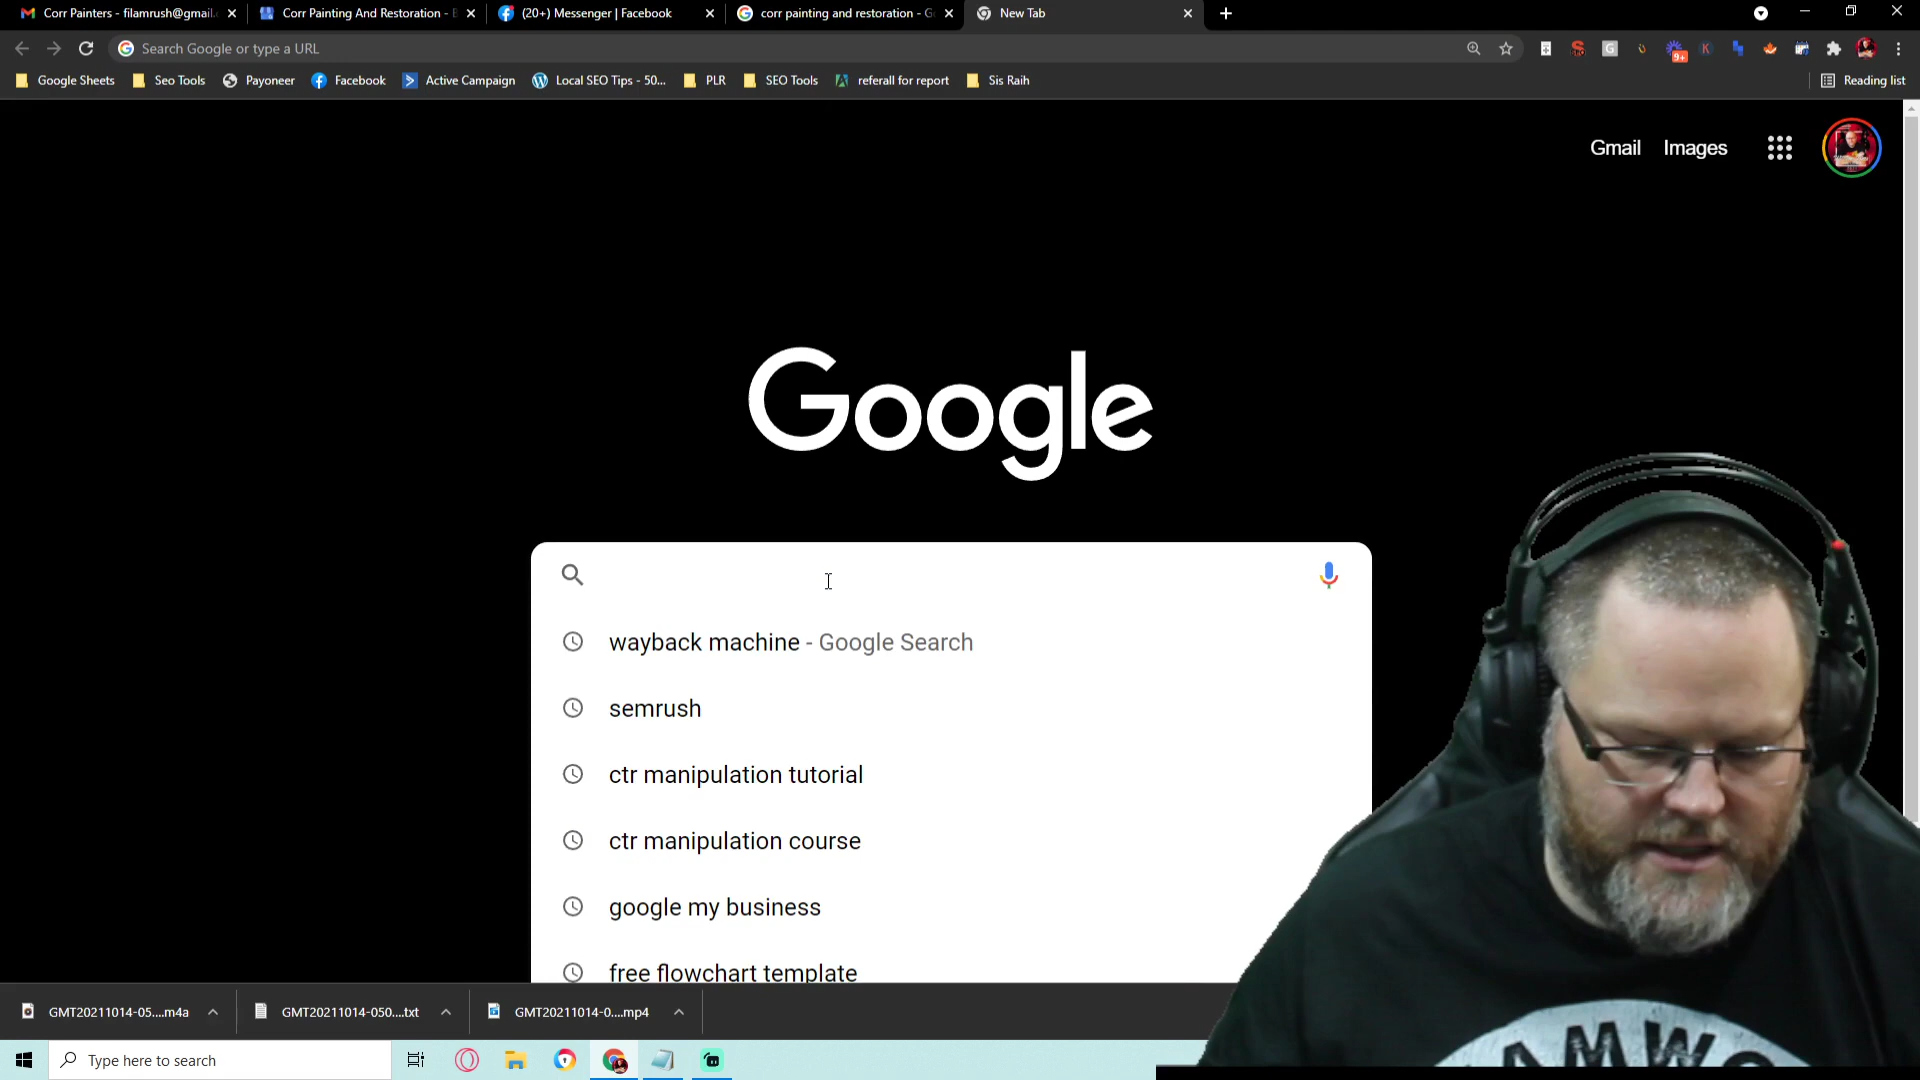 Corr Painters - filamrush@gmail.
Corr Painting And Restoration - B
(20+) Messenger | Facebook
corr painting and restoration - G
New Tab
Search Google or type a URL
9+
Google Sheets
Seo Tools
Payoneer
Facebook
Active Campaign
Local SEO Tips - 50...
PLR
SEO Tools
referall for report
Sis Raih
Reading list
Gmail
Images
Google
wayback machine - Google Search
semrush
ctr manipulation tutorial
ctr manipulation course
google my business
free flowchart template
GMT20211014-05....m4a
GMT20211014-050....txt
GMT20211014-0....mp4
Type here to search